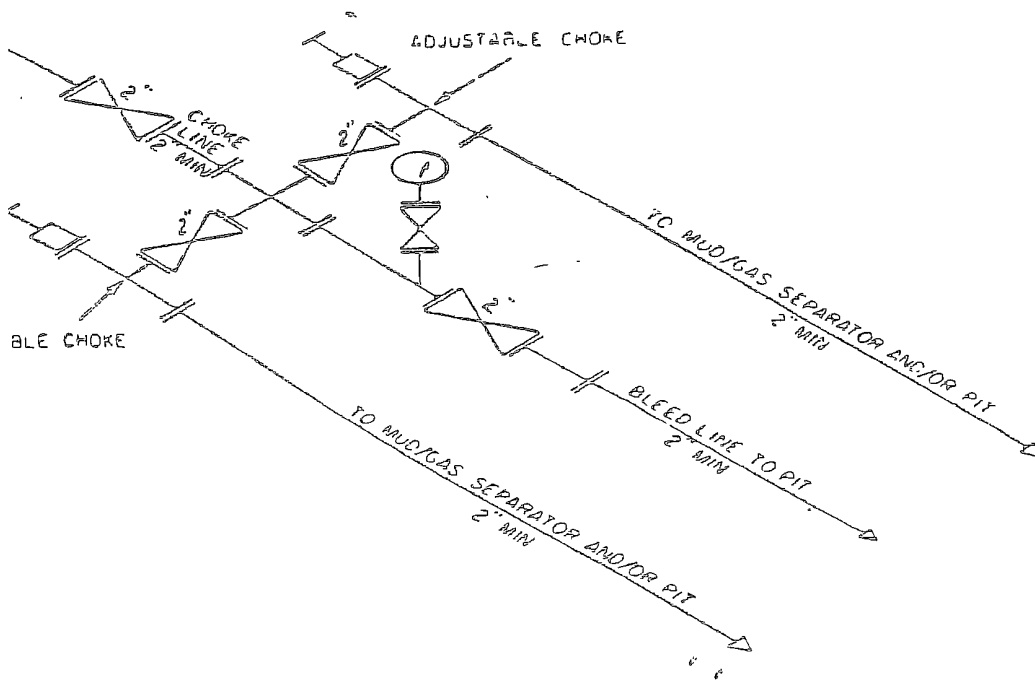 ADJUSTABLE CHOKE
2"
CHOKE
LINE
2" MIN
2"
2"
2"
BLE CHOKE
TO MUD/GAS SEPARATOR AND/OR PIT
2" MIN
BLEED LINE TO PIT
2" MIN
TO MUD/GAS SEPARATOR AND/OR PIT
2" MIN